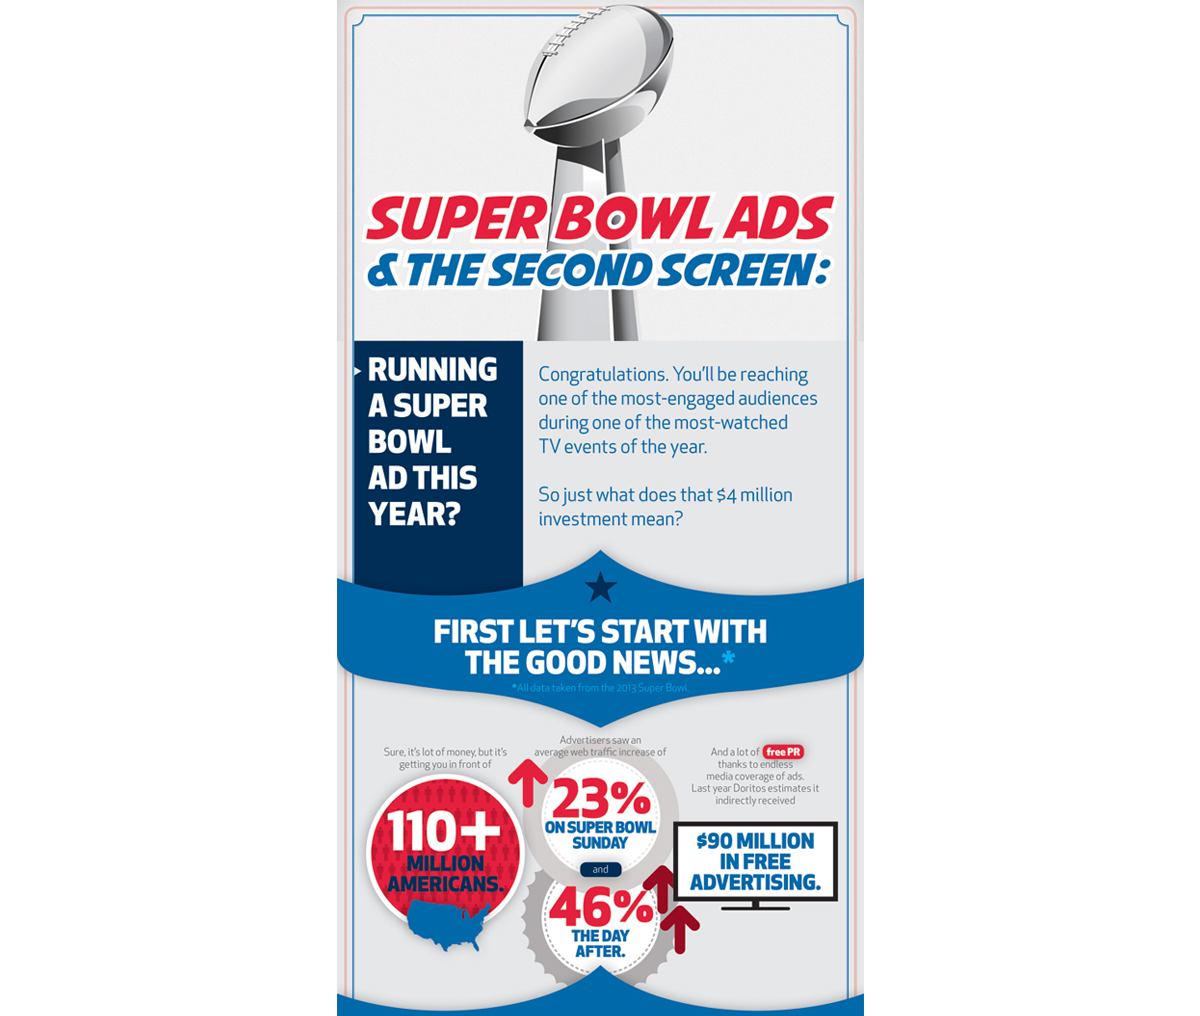 SUPER BOWL ADS
& THE SECOND SCREEN:
RUNNING
A SUPER
BOWL
AD THIS
YEAR?
Congratulations. You'll be reaching
one of the most-engaged audiences
during one of the most-watched
TV events of the year.
So just what does that $4 million
investment mean?
FIRST LET'S START WITH
THE GOOD NEWS...*
*All data taken from the 2013 Super Bowl.
Sure, it's lot of money, but it's
getting you in front of
110+
MILLION
AMERICANS.
Advertisers saw an
average web traffic increase of
23%
ON SUPER BOWL
SUNDAY
and
46%
THE DAY
AFTER.
And a lot of free PR
thanks to endless
media coverage of ads.
Last year Doritos estimates it
indirectly received
$90 MILLION
IN FREE
ADVERTISING.